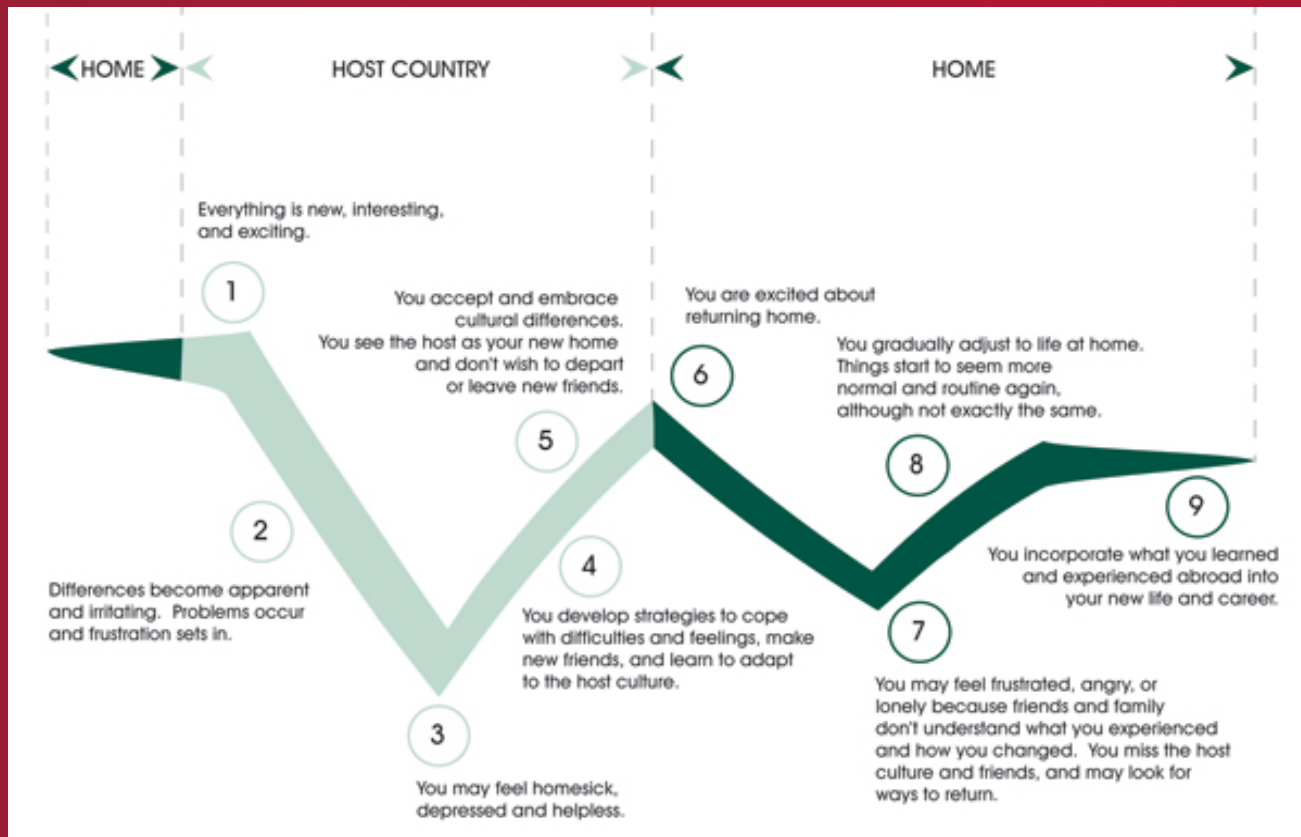 HOME
HOST COUNTRY
HOME
Everything is new, interesting,
and exciting.
1
2
Differences become apparent
and irritating.  Problems occur
and frustration sets in.
3
You may feel homesick,
depressed and helpless.
4
You develop strategies to cope
with difficulties and feelings, make
new friends, and learn to adapt
to the host culture.
You accept and embrace
cultural differences.
You see the host as your new home
and don't wish to depart
or leave new friends.
5
You are excited about
returning home.
6
7
You may feel frustrated, angry, or
lonely because friends and family
don't understand what you experienced
and how you changed.  You miss the host
culture and friends, and may look for
ways to return.
You gradually adjust to life at home.
Things start to seem more
normal and routine again,
although not exactly the same.
8
9
You incorporate what you learned
and experienced abroad into
your new life and career.